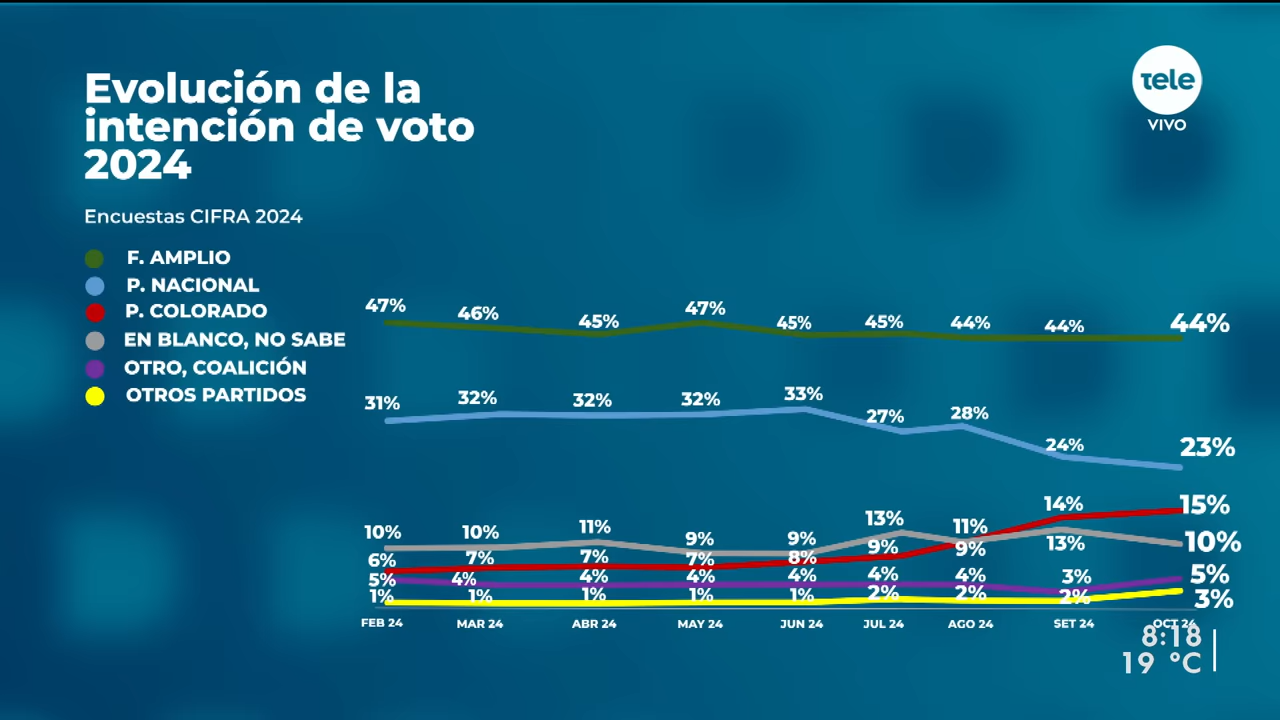 Evolución de la
intención de voto
2024
tele
VIVO
Encuestas CIFRA 2024
F. AMPLIO
P. NACIONAL
P. COLORADO
EN BLANCO, NO SABE
OTRO, COALICIÓN
OTROS PARTIDOS
47% 46% 45% 47% 45% 45% 44% 44% 44%
31% 32% 32% 32% 33% 27% 28% 24% 23%
14% 15%
10% 10% 11% 9% 9% 13% 11% 13% 10%
6% 7% 7% 7% 8% 9% 9%
5% 4% 4% 4% 4% 4% 4% 3% 5%
1% 1% 1% 1% 1% 2% 2% 2% 3%
FEB 24 MAR 24 ABR 24 MAY 24 JUN 24 JUL 24 AGO 24 SET 24 OCT 24
8:18
19 °C